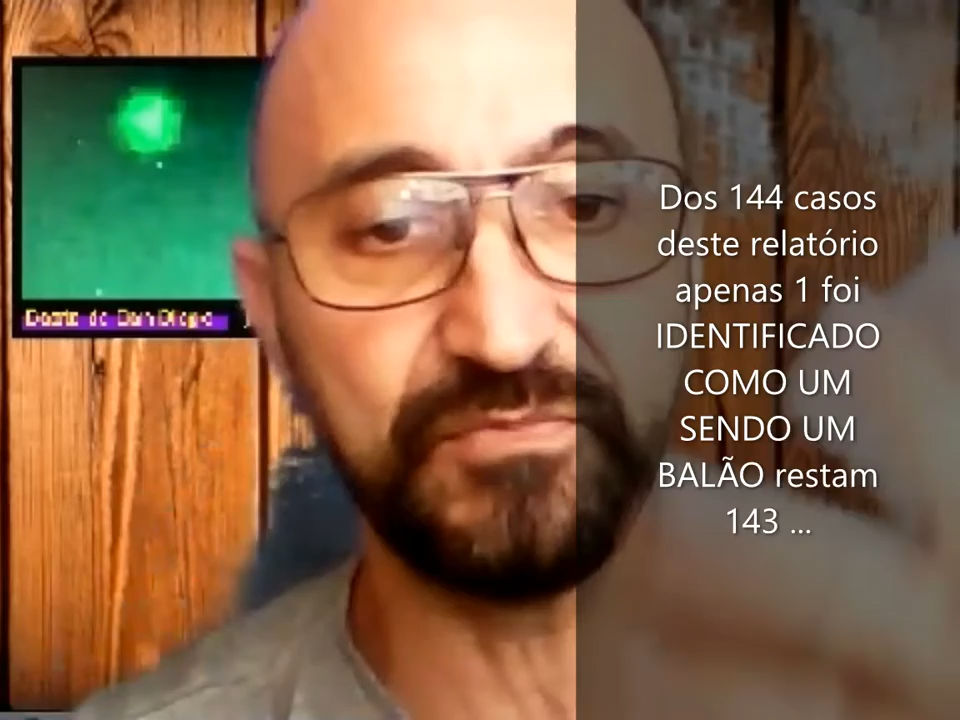 Dos 144 casos
deste relatório
apenas 1 foi
IDENTIFICADO
COMO UM
SENDO UM
BALÃO restam
143 ...